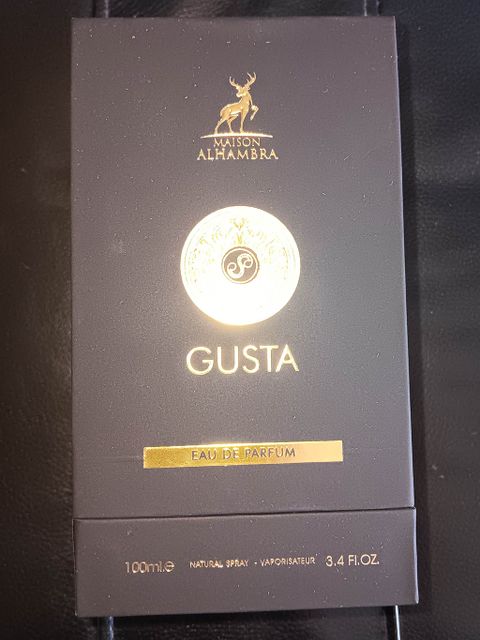 MAISON
ALHAMBRA
GUSTA
EAU DE PARFUM
100ml.e NATURAL SPRAY - VAPORISATEUR 3.4 Fl.OZ.